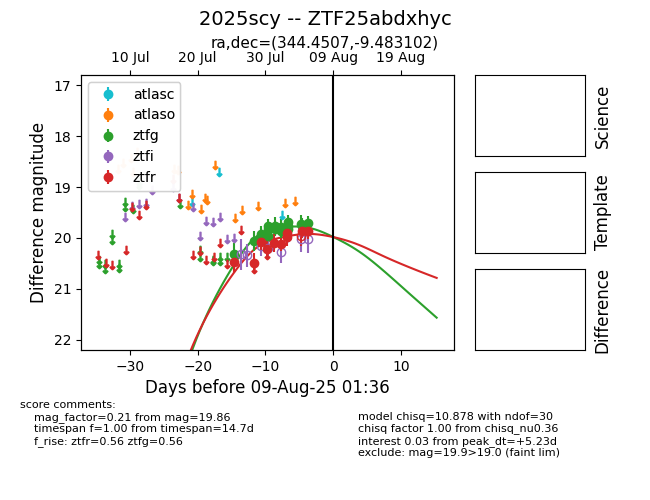 2025scy -- ZTF25abdxhyc
ra,dec=(344.4507,-9.483102)
10 Jul 20 Jul 30 Jul 09 Aug 19 Aug
atlasc
atlaso
ztfg
ztfi
ztfr
17
18
19
20
21
22
Difference magnitude
−30 −20 −10 0 10
Days before 09-Aug-25 01:36
Science
Template
Difference
score comments:
mag_factor=0.21 from mag=19.86
timespan f=1.00 from timespan=14.7d
f_rise: ztfr=0.56 ztfg=0.56
model chisq=10.878 with ndof=30
chisq factor 1.00 from chisq_nu0.36
interest 0.03 from peak_dt=+5.23d
exclude: mag=19.9>19.0 (faint lim)